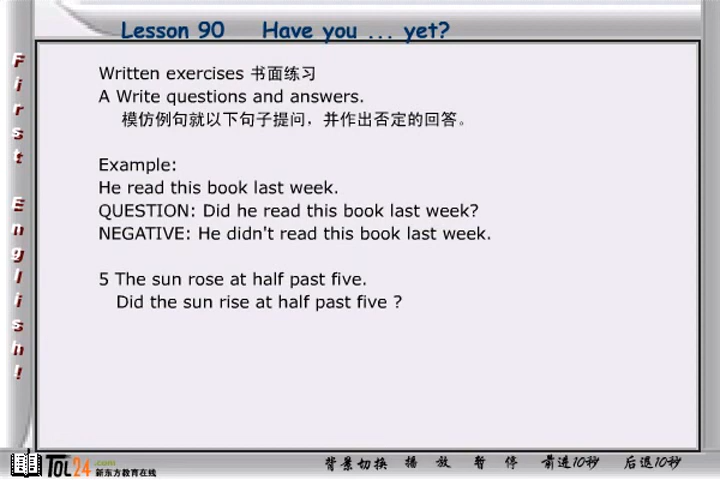 Lesson 90 Have you ... yet?
First English!
Written exercises 书面练习
A Write questions and answers.
模仿例句就以下句子提问，并作出否定的回答。
Example:
He read this book last week.
QUESTION: Did he read this book last week?
NEGATIVE: He didn't read this book last week.
5 The sun rose at half past five.
Did the sun rise at half past five ?
TOL24.com
新东方教育在线
背景切换 播放 暂停 前进10秒 后退10秒